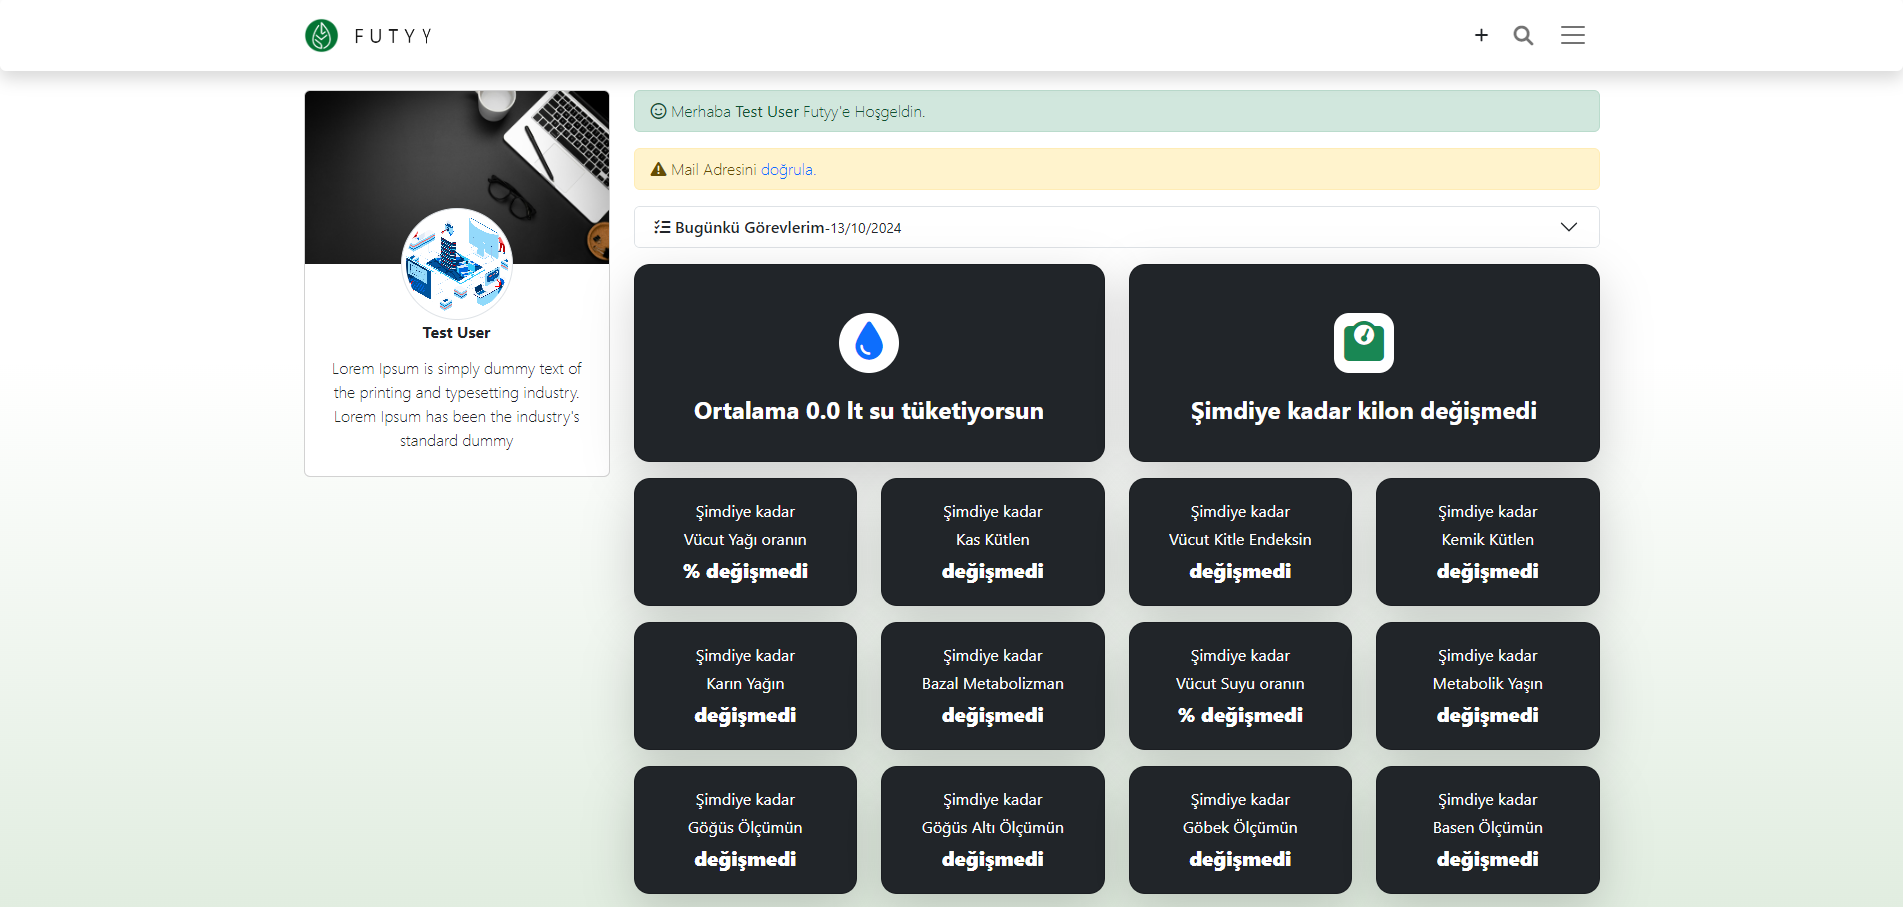 FUTYY
Merhaba Test User Futyy'e Hoşgeldin.
Mail Adresini doğrula.
Bugünkü Görevlerim-13/10/2024
Test User
Lorem Ipsum is simply dummy text of
the printing and typesetting industry.
Lorem Ipsum has been the industry's
standard dummy
Ortalama 0.0 lt su tüketiyorsun
Şimdiye kadar kilon değişmedi
Şimdiye kadar
Vücut Yağı oranın
% değişmedi
Şimdiye kadar
Kas Kütlen
değişmedi
Şimdiye kadar
Vücut Kitle Endeksin
değişmedi
Şimdiye kadar
Kemik Kütlen
değişmedi
Şimdiye kadar
Karın Yağın
değişmedi
Şimdiye kadar
Bazal Metabolizman
değişmedi
Şimdiye kadar
Vücut Suyu oranın
% değişmedi
Şimdiye kadar
Metabolik Yaşın
değişmedi
Şimdiye kadar
Göğüs Ölçümün
değişmedi
Şimdiye kadar
Göğüs Altı Ölçümün
değişmedi
Şimdiye kadar
Göbek Ölçümün
değişmedi
Şimdiye kadar
Basen Ölçümün
değişmedi